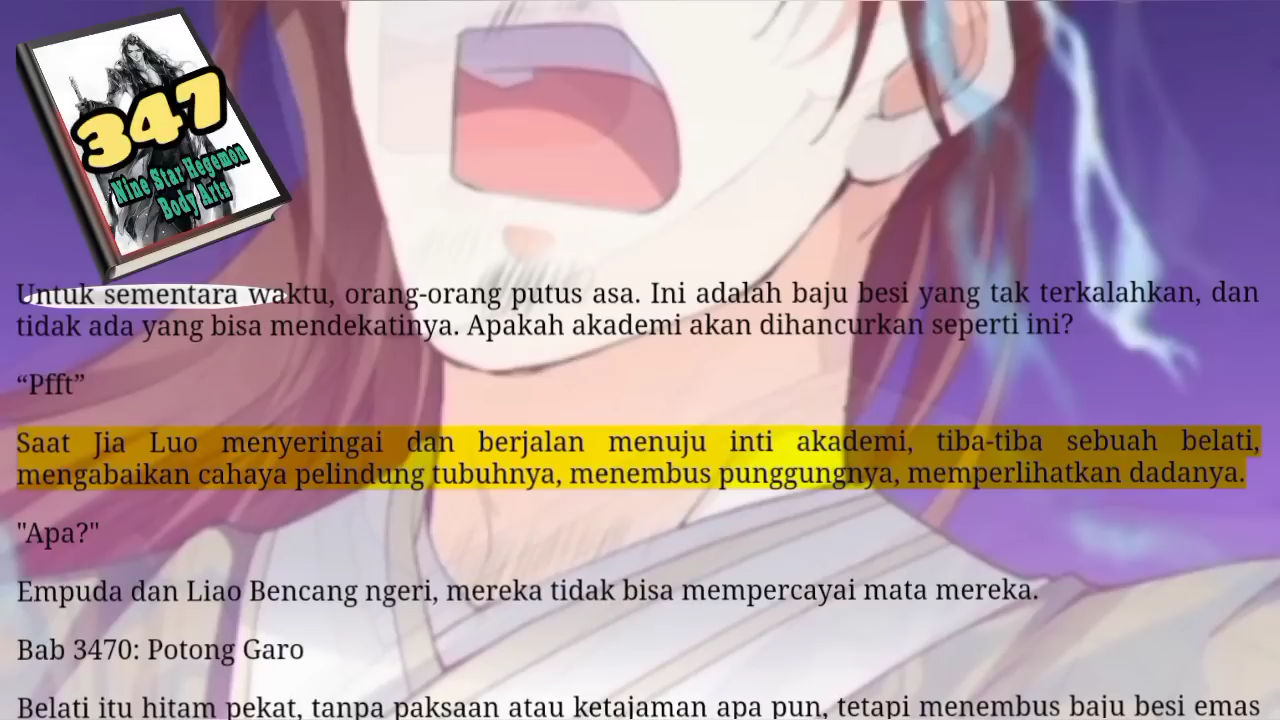 347
Nine Star Hegemon
Body Arts
Untuk sementara waktu, orang-orang putus asa. Ini adalah baju besi yang tak terkalahkan, dan
tidak ada yang bisa mendekatinya. Apakah akademi akan dihancurkan seperti ini?
“Pfft”
Saat Jia Luo menyeringai dan berjalan menuju inti akademi, tiba-tiba sebuah belati,
mengabaikan cahaya pelindung tubuhnya, menembus punggungnya, memperlihatkan dadanya.
"Apa?"
Empuda dan Liao Bencang ngeri, mereka tidak bisa mempercayai mata mereka.
Bab 3470: Potong Garo
Belati itu hitam pekat, tanpa paksaan atau ketajaman apa pun, tetapi menembus baju besi emas